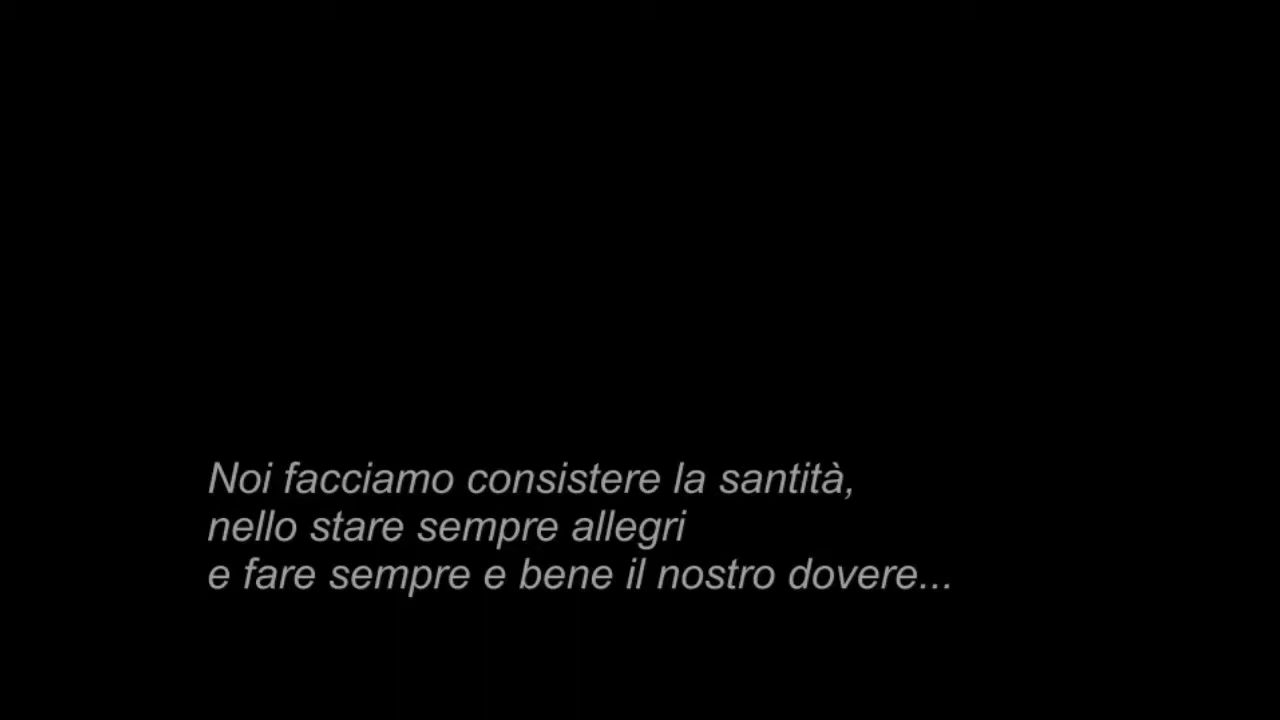 Noi facciamo consistere la santità,
nello stare sempre allegri
e fare sempre e bene il nostro dovere...